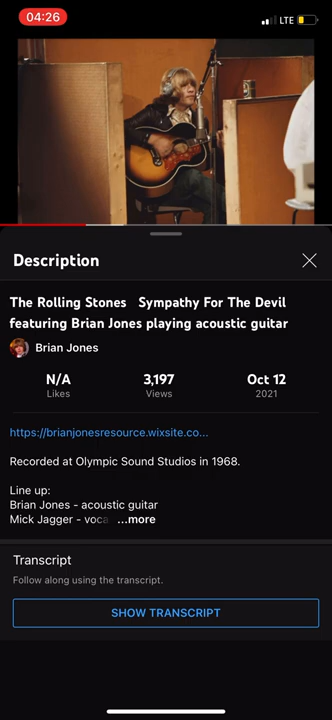 04:26
LTE
Description
The Rolling Stones Sympathy For The Devil
featuring Brian Jones playing acoustic guitar
Brian Jones
N/A 3,197 Oct 12
Likes Views 2021
https://brianjonesresource.wixsite.co...
Recorded at Olympic Sound Studios in 1968.
Line up:
Brian Jones - acoustic guitar
Mick Jagger - voca ...more
Transcript
Follow along using the transcript.
SHOW TRANSCRIPT